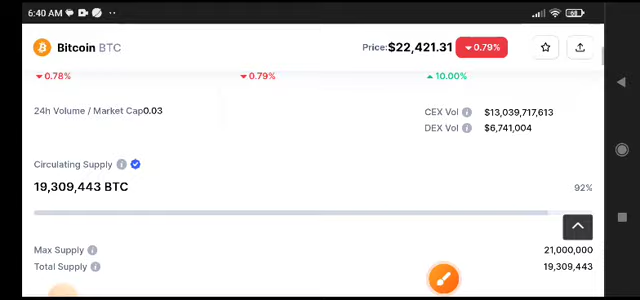 6:40 AM
Bitcoin BTC Price:$22,421.31 0.79%
0.78% 0.79% 10.00%
24h Volume / Market Cap0.03
CEX Vol $13,039,717,613
DEX Vol $6,741,004
Circulating Supply
19,309,443 BTC 92%
Max Supply 21,000,000
Total Supply 19,309,443